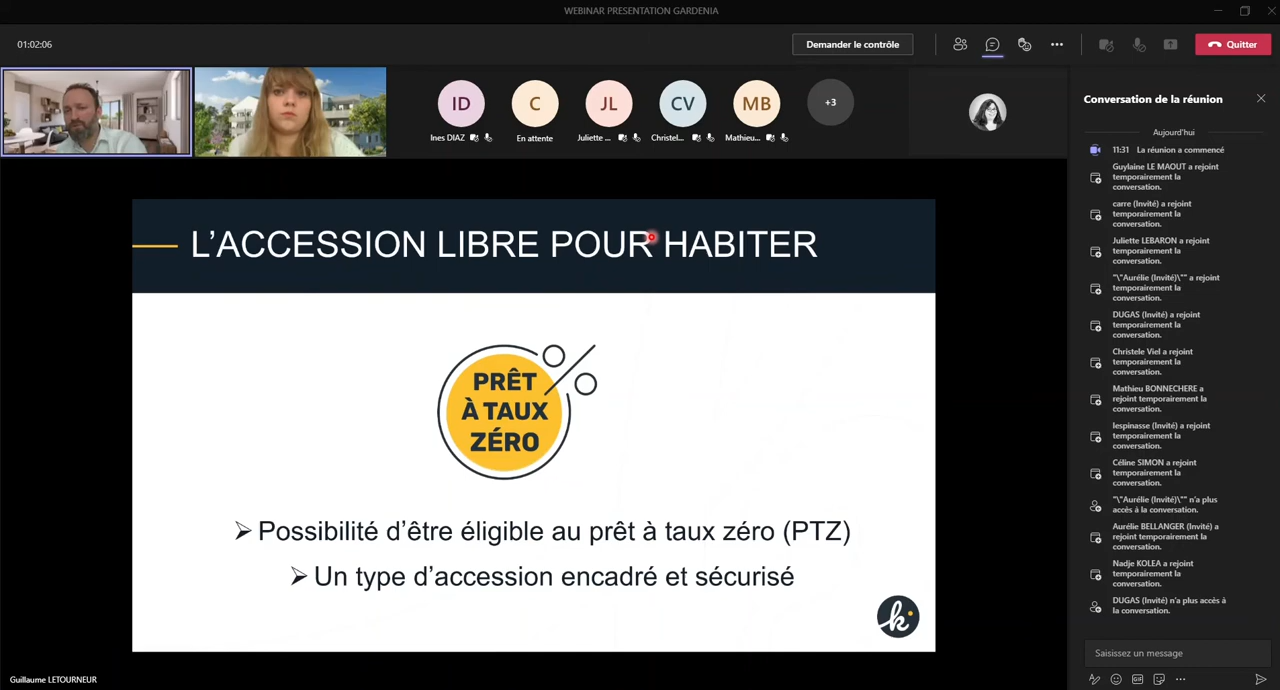 WEBINAR PRESENTATION GARDENIA
01:02:06
Demander le contrôle
Quitter
ID
C
JL
CV
MB
+3
Ines DIAZ
En attente
Juliette ...
Christel...
Mathieu...
Conversation de la réunion
Aujourd'hui
11:31 La réunion a commencé
Guylaine LE MAOUT a rejoint
temporairement la
conversation.
carre (Invité) a rejoint
temporairement la
conversation.
Juliette LEBARON a rejoint
temporairement la
conversation.
"\"Aurélie (Invité)\"" a rejoint
temporairement la
conversation.
DUGAS (Invité) a rejoint
temporairement la
conversation.
Christele Viel a rejoint
temporairement la
conversation.
Mathieu BONNECHERE a
rejoint temporairement la
conversation.
lespinasse (Invité) a rejoint
temporairement la
conversation.
Céline SIMON a rejoint
temporairement la
conversation.
"\"Aurélie (Invité)\"" n'a plus
accès à la conversation.
Aurélie BELLANGER (Invité) a
rejoint temporairement la
conversation.
Nadje KOLEA a rejoint
temporairement la
conversation.
DUGAS (Invité) n'a plus accès à
la conversation.
Saisissez un message
GIF
L'ACCESSION LIBRE POUR HABITER
PRÊT
À TAUX
ZÉRO
%
➢ Possibilité d'être éligible au prêt à taux zéro (PTZ)
➢ Un type d'accession encadré et sécurisé
k
Guillaume LETOURNEUR